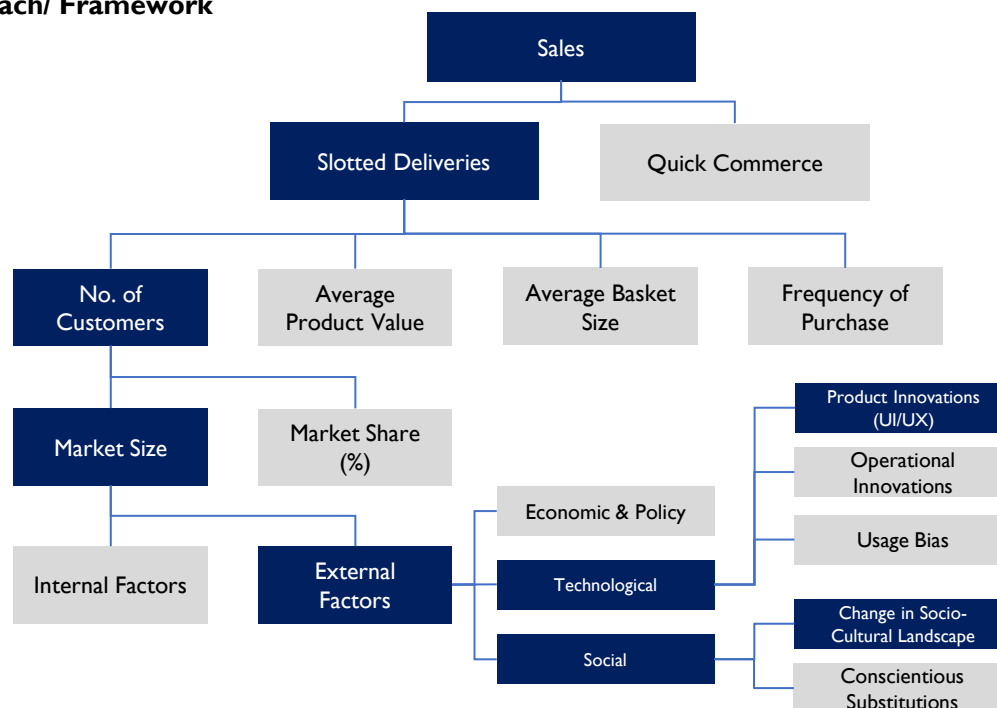 ach/ Framework
Sales
Slotted Deliveries
Quick Commerce
No. of
Customers
Average
Product Value
Average Basket
Size
Frequency of
Purchase
Market Size
Market Share
(%)
Internal Factors
External
Factors
Economic & Policy
Technological
Social
Product Innovations
(UI/UX)
Operational
Innovations
Usage Bias
Change in Socio-
Cultural Landscape
Conscientious
Substitutions